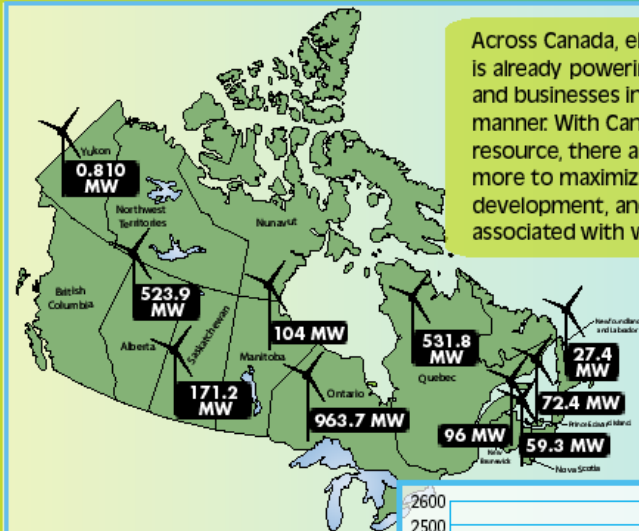 Across Canada, el
is already powerin
and businesses in
manner. With Can
resource, there a
more to maximiz
development, and
associated with w
Yukon
0.810
MW
Northwest
Territories
Nunavut
British
Columbia
523.9
MW
Alberta
Saskatchewan
104 MW
Manitoba
171.2
MW
Ontario
963.7 MW
531.8
MW
Quebec
Newfoundland
and Labrador
27.4
MW
72.4 MW
Prince Edward Island
96 MW
59.3 MW
New
Brunswick
Nova Scotia
2600
2500